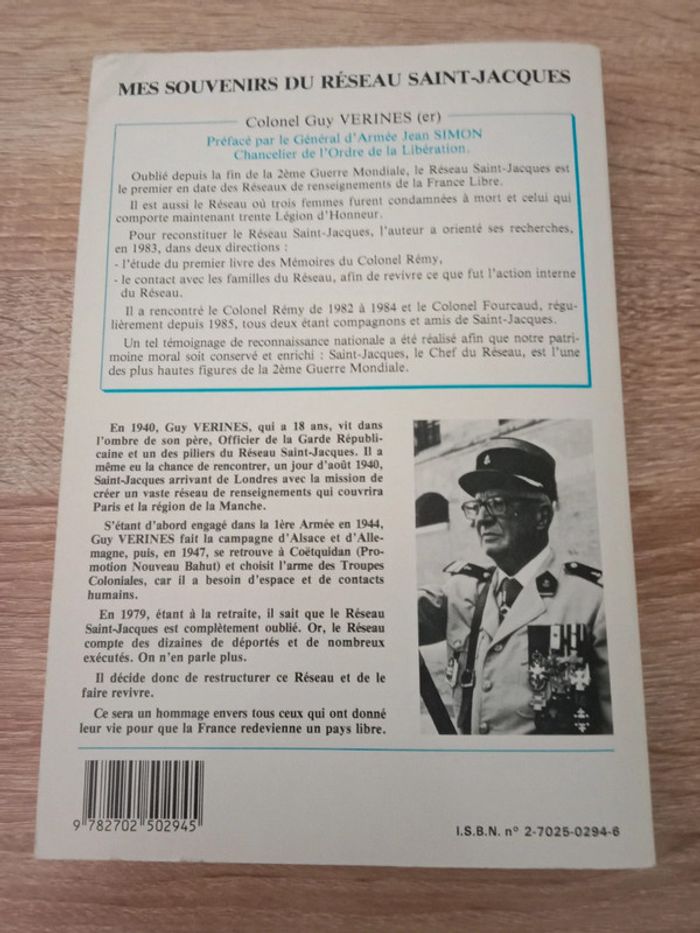 MES SOUVENIRS DU RÉSEAU SAINT-JACQUES
Colonel Guy VERINES (er)
Préfacé par le Général d'Armée Jean SIMON
Chancelier de l'Ordre de la Libération.
Oublié depuis la fin de la 2ème Guerre Mondiale, le Réseau Saint-Jacques est
le premier en date des Réseaux de renseignements de la France Libre.
Il est aussi le Réseau où trois femmes furent condamnées à mort et celui qui
comporte maintenant trente Légion d'Honneur.
Pour reconstituer le Réseau Saint-Jacques, l'auteur a orienté ses recherches,
en 1983, dans deux directions :
- l'étude du premier livre des Mémoires du Colonel Rémy,
- le contact avec les familles du Réseau, afin de revivre ce que fut l'action interne
du Réseau.
Il a rencontré le Colonel Rémy de 1982 à 1984 et le Colonel Fourcaud, régu-
lièrement depuis 1985, tous deux étant compagnons et amis de Saint-Jacques.
Un tel témoignage de reconnaissance nationale a été réalisé afin que notre patri-
moine moral soit conservé et enrichi : Saint-Jacques, le Chef du Réseau, est l'une
des plus hautes figures de la 2ème Guerre Mondiale.
En 1940, Guy VERINES, qui a 18 ans, vit dans
l'ombre de son père, Officier de la Garde Républi-
caine et un des piliers du Réseau Saint-Jacques. Il a
même eu la chance de rencontrer, un jour d'août 1940,
Saint-Jacques arrivant de Londres avec la mission de
créer un vaste réseau de renseignements qui couvrira
Paris et la région de la Manche.
S'étant d'abord engagé dans la 1ère Armée en 1944,
Guy VERINES fait la campagne d'Alsace et d'Alle-
magne, puis, en 1947, se retrouve à Coëtquidan (Pro-
motion Nouveau Bahut) et choisit l'arme des Troupes
Coloniales, car il a besoin d'espace et de contacts
humains.
En 1979, étant à la retraite, il sait que le Réseau
Saint-Jacques est complètement oublié. Or, le Réseau
compte des dizaines de déportés et de nombreux
exécutés. On n'en parle plus.
Il décide donc de restructurer ce Réseau et de le
faire revivre.
Ce sera un hommage envers tous ceux qui ont donné
leur vie pour que la France redevienne un pays libre.
9 782702 502945
I.S.B.N. n° 2-7025-0294-6